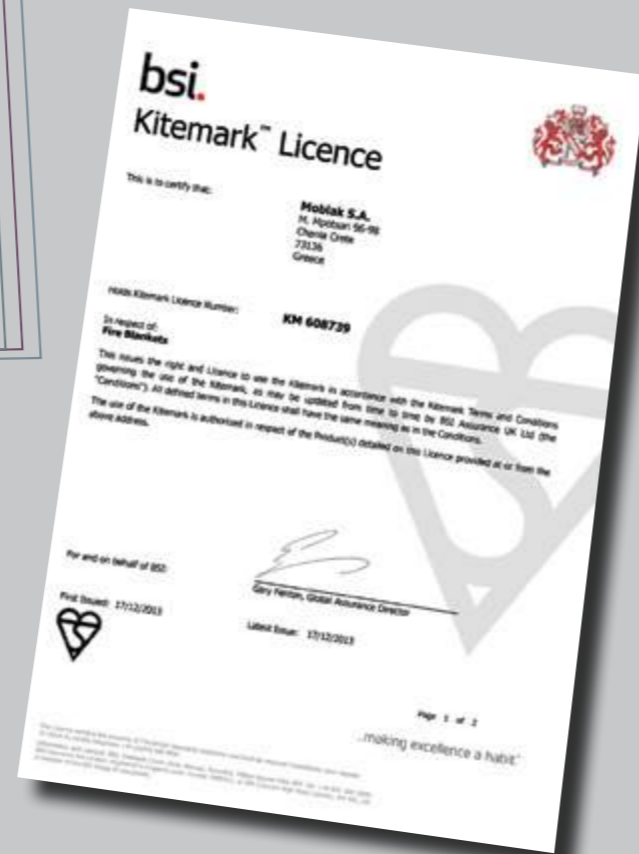 bsi.
Kitemark™ Licence
This is to certify that:
Mobiak S.A.
98-98
Chania Crete
73136
Greece
Holds Kitemark Licence Number:
KM 608739
In respect of:
Fire Blankets
This issues the right and Licence to use the Kitemark in accordance with the Kitemark Terms and Conditions
governing the use of the Kitemark, as may be updated from time to time by BSI Assurance UK Ltd (the
"Conditions"). All defined terms in this Licence shall have the same meaning as in the Conditions.
The use of the Kitemark is authorised in respect of the Product(s) detailed on this Licence provided at or from the
above Address.
For and on behalf of BSI:
Gary Fenton, Global Assurance Director
First Issued: 17/12/2013
Latest Issue: 17/12/2013
Page 1 of 2
...making excellence a habit.™